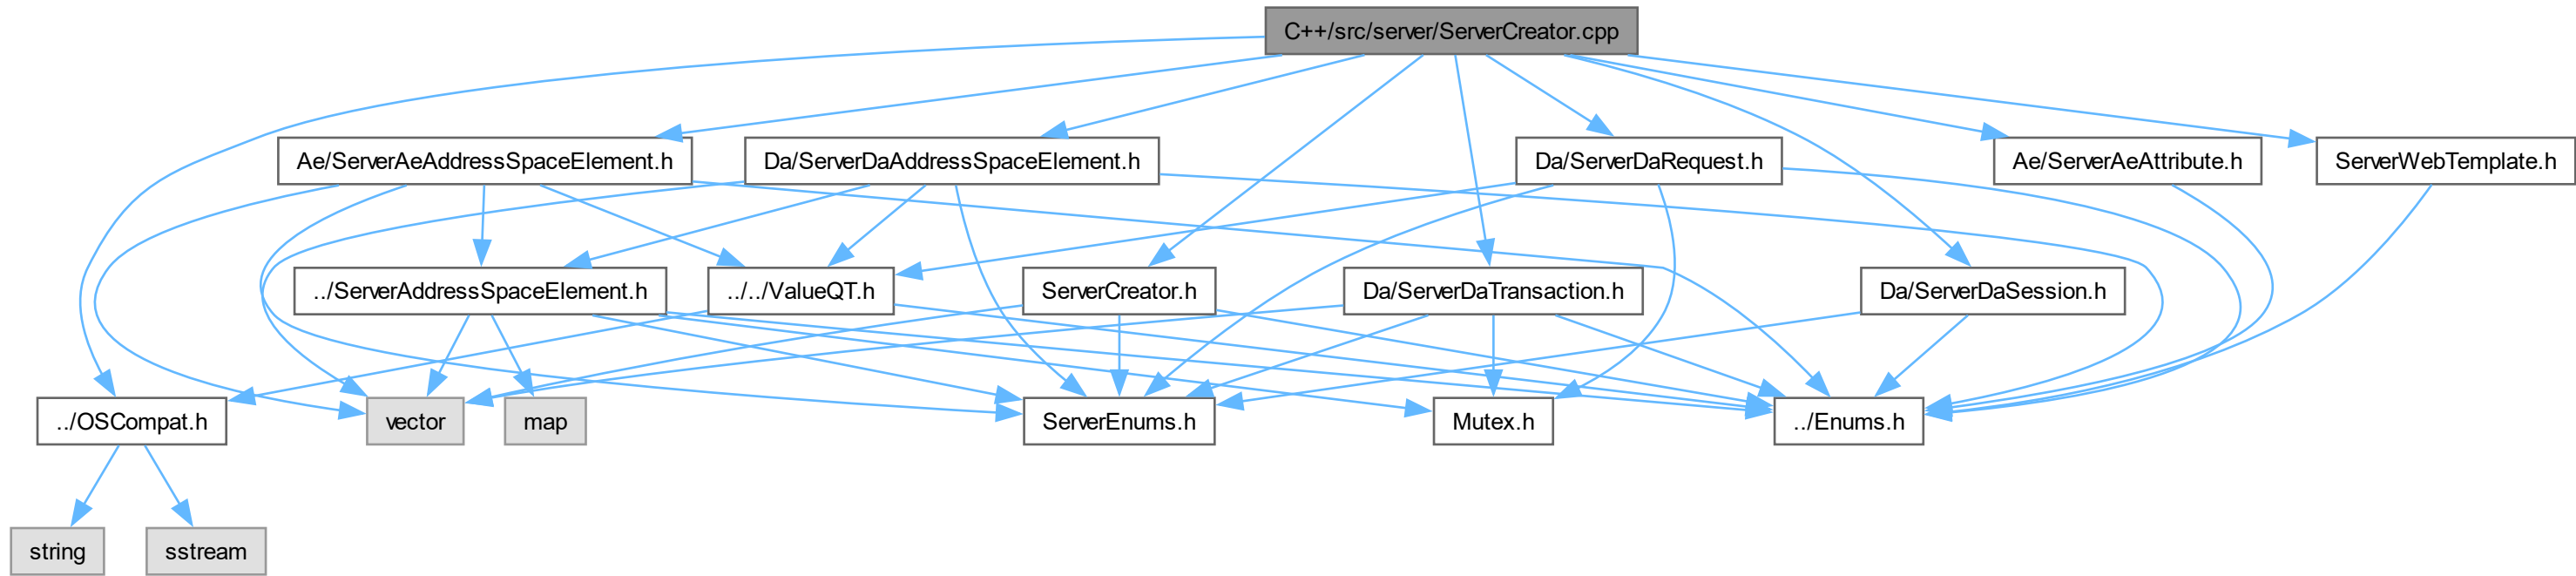 C++/src/server/ServerCreator.cpp
Ae/ServerAeAddressSpaceElement.h
Da/ServerDaAddressSpaceElement.h
Da/ServerDaRequest.h
Ae/ServerAeAttribute.h
ServerWebTemplate.h
../ServerAddressSpaceElement.h
../../ValueQT.h
ServerCreator.h
Da/ServerDaTransaction.h
Da/ServerDaSession.h
../OSCompat.h
vector
map
ServerEnums.h
Mutex.h
../Enums.h
string
sstream